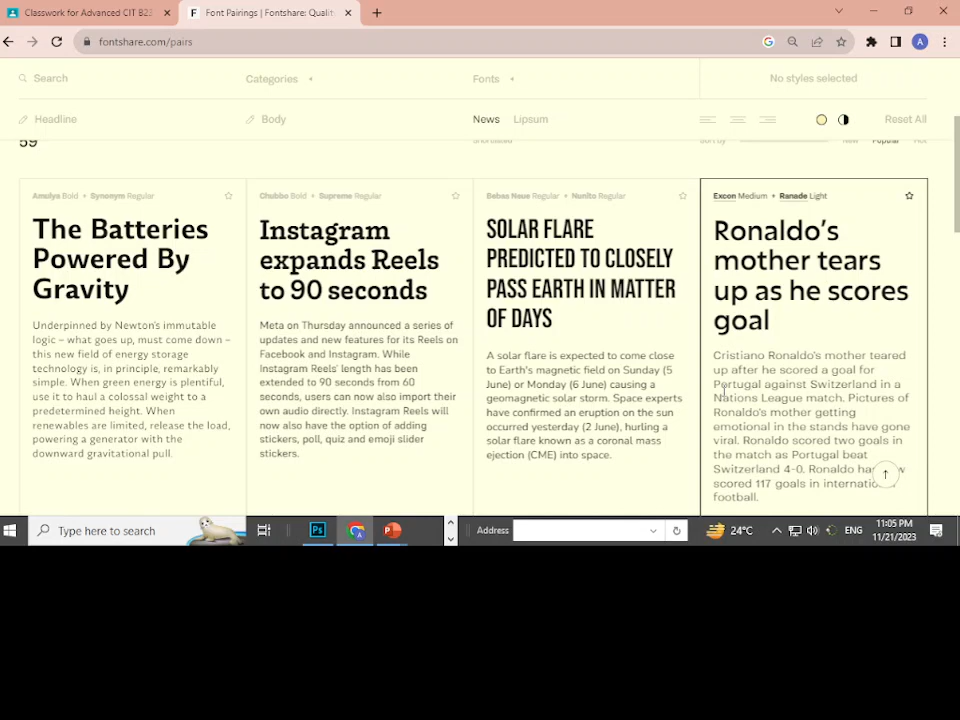 Classwork for Advanced CIT B23
Font Pairings | Fontshare: Quali
fontshare.com/pairs
A
Search
Categories
Fonts
No styles selected
Headline
Body
News
Lipsum
Reset All
59
shortlisted
sort by
New
Popular
Hot
Amulya Bold + Synonym Regular
The Batteries
Powered By
Gravity
Underpinned by Newton's immutable
logic – what goes up, must come down –
this new field of energy storage
technology is, in principle, remarkably
simple. When green energy is plentiful,
use it to haul a colossal weight to a
predetermined height. When
renewables are limited, release the load,
powering a generator with the
downward gravitational pull.
Chubbo Bold + Supreme Regular
Instagram
expands Reels
to 90 seconds
Meta on Thursday announced a series of
updates and new features for its Reels on
Facebook and Instagram. While
Instagram Reels' length has been
extended to 90 seconds from 60
seconds, users can now also import their
own audio directly. Instagram Reels will
now also have the option of adding
stickers, poll, quiz and emoji slider
stickers.
Bebas Neue Regular + Nunito Regular
SOLAR FLARE
PREDICTED TO CLOSELY
PASS EARTH IN MATTER
OF DAYS
A solar flare is expected to come close
to Earth's magnetic field on Sunday (5
June) or Monday (6 June) causing a
geomagnetic solar storm. Space experts
have confirmed an eruption on the sun
occurred yesterday (2 June), hurling a
solar flare known as a coronal mass
ejection (CME) into space.
Excon Medium + Ranade Light
Ronaldo's
mother tears
up as he scores
goal
Cristiano Ronaldo's mother teared
up after he scored a goal for
Portugal against Switzerland in a
Nations League match. Pictures of
Ronaldo's mother getting
emotional in the stands have gone
viral. Ronaldo scored two goals in
the match as Portugal beat
Switzerland 4-0. Ronaldo
scored 117 goals in
football.
Type here to search
Ps
A
P
Address
24°C
ENG
11:05 PM
11/21/2023